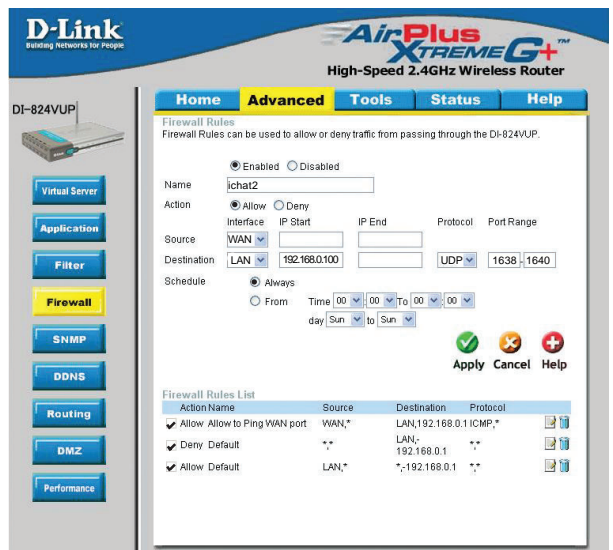 D-Link
Building Networks for People
AirPlus
XTREME G+™
High-Speed 2.4GHz Wireless Router
DI-824VUP
Home Advanced Tools Status Help
Firewall Rules
Firewall Rules can be used to allow or deny traffic from passing through the DI-824VUP.
Enabled Disabled
Name ichat2
Action Allow Deny
Interface IP Start IP End Protocol Port Range
Source WAN
Destination LAN 192.168.0.100 UDP 1638 - 1640
Schedule Always
From Time 00 : 00 To 00 : 00
day Sun to Sun
Apply Cancel Help
Virtual Server
Application
Filter
Firewall
SNMP
DDNS
Routing
DMZ
Performance
Firewall Rules List
Action Name Source Destination Protocol
Allow Allow to Ping WAN port WAN,* LAN,192.168.0.1 ICMP,*
Deny Default *,* LAN,-192.168.0.1 *,*
Allow Default LAN,* *,-192.168.0.1 *,*